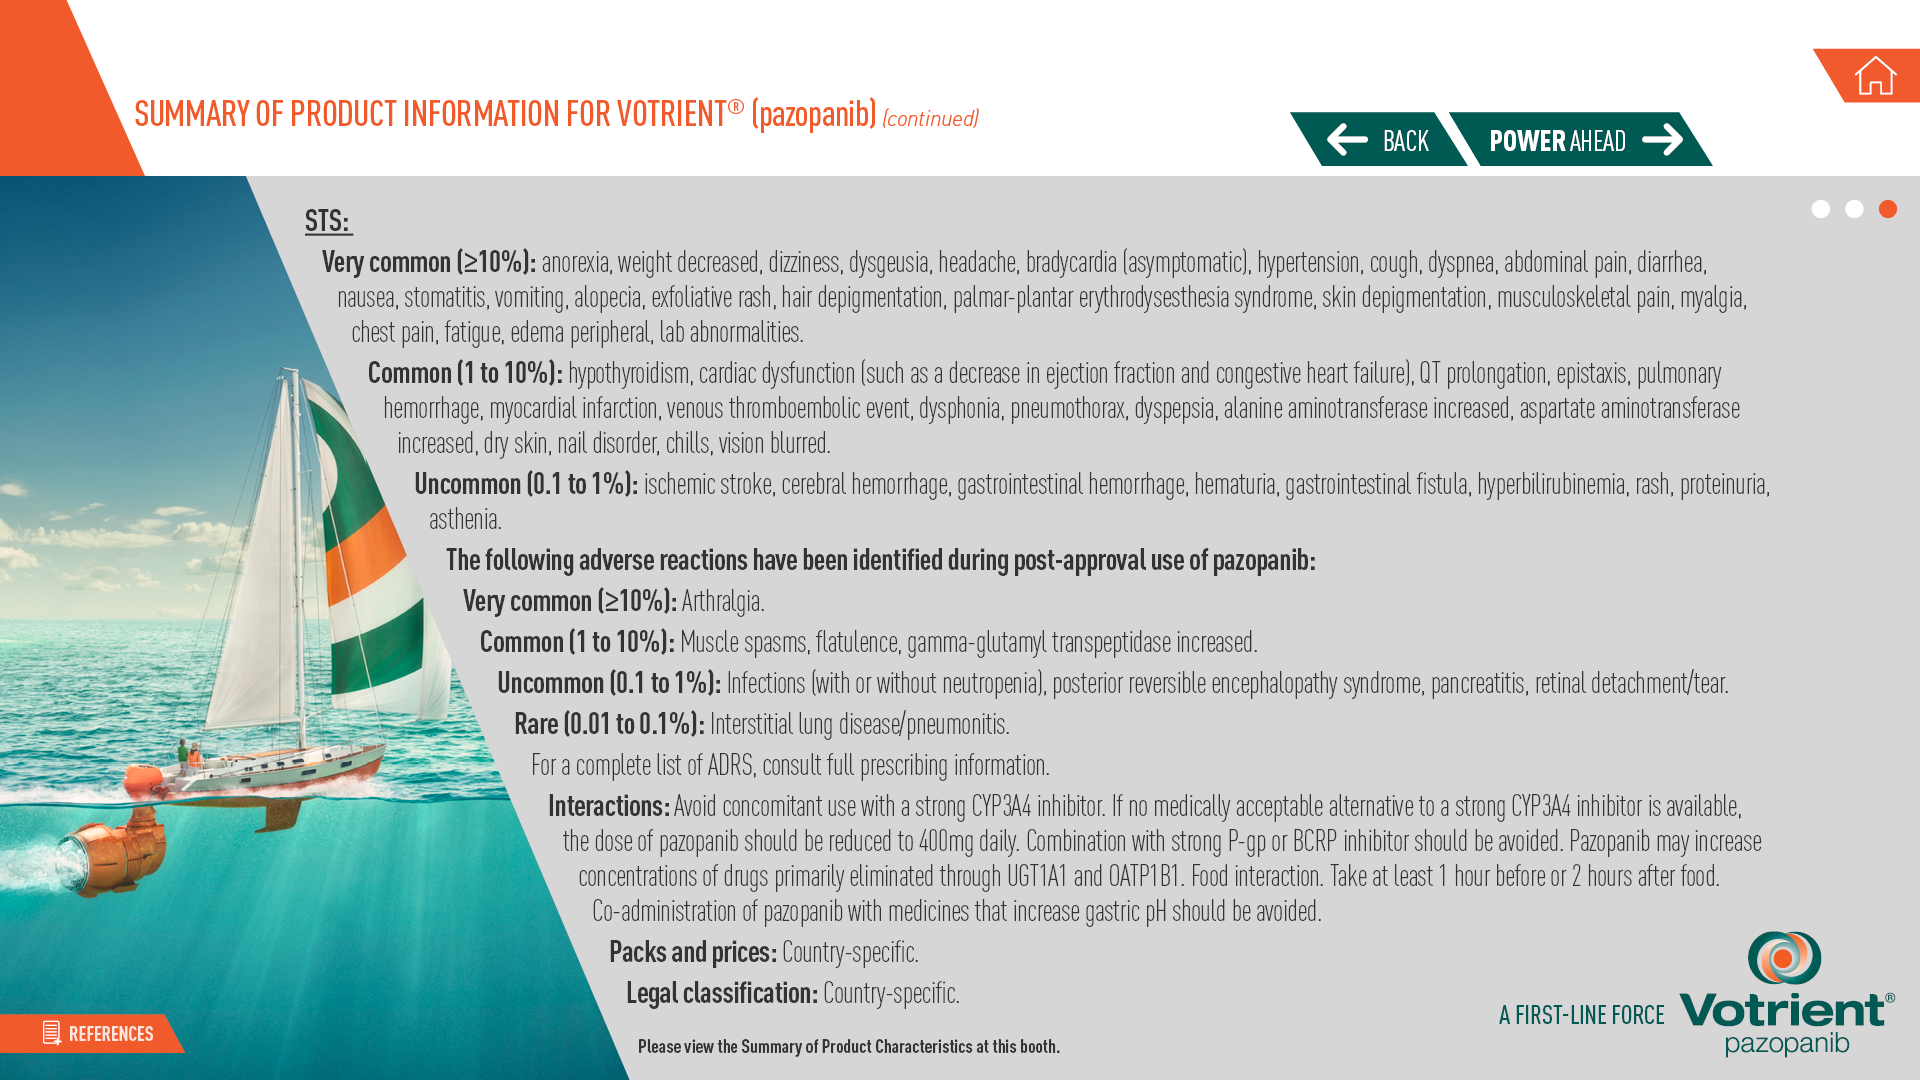 SUMMARY OF PRODUCT INFORMATION FOR VOTRIENT® (pazopanib) (continued)
BACK
POWER AHEAD
STS:
Very common (≥10%): anorexia, weight decreased, dizziness, dysgeusia, headache, bradycardia (asymptomatic), hypertension, cough, dyspnea, abdominal pain, diarrhea,
nausea, stomatitis, vomiting, alopecia, exfoliative rash, hair depigmentation, palmar-plantar erythrodysesthesia syndrome, skin depigmentation, musculoskeletal pain, myalgia,
chest pain, fatigue, edema peripheral, lab abnormalities.
Common (1 to 10%): hypothyroidism, cardiac dysfunction (such as a decrease in ejection fraction and congestive heart failure), QT prolongation, epistaxis, pulmonary
hemorrhage, myocardial infarction, venous thromboembolic event, dysphonia, pneumothorax, dyspepsia, alanine aminotransferase increased, aspartate aminotransferase
increased, dry skin, nail disorder, chills, vision blurred.
Uncommon (0.1 to 1%): ischemic stroke, cerebral hemorrhage, gastrointestinal hemorrhage, hematuria, gastrointestinal fistula, hyperbilirubinemia, rash, proteinuria,
asthenia.
The following adverse reactions have been identified during post-approval use of pazopanib:
Very common (≥10%): Arthralgia.
Common (1 to 10%): Muscle spasms, flatulence, gamma-glutamyl transpeptidase increased.
Uncommon (0.1 to 1%): Infections (with or without neutropenia), posterior reversible encephalopathy syndrome, pancreatitis, retinal detachment/tear.
Rare (0.01 to 0.1%): Interstitial lung disease/pneumonitis.
For a complete list of ADRS, consult full prescribing information.
Interactions: Avoid concomitant use with a strong CYP3A4 inhibitor. If no medically acceptable alternative to a strong CYP3A4 inhibitor is available,
the dose of pazopanib should be reduced to 400mg daily. Combination with strong P-gp or BCRP inhibitor should be avoided. Pazopanib may increase
concentrations of drugs primarily eliminated through UGT1A1 and OATP1B1. Food interaction. Take at least 1 hour before or 2 hours after food.
Co-administration of pazopanib with medicines that increase gastric pH should be avoided.
Packs and prices: Country-specific.
Legal classification: Country-specific.
Please view the Summary of Product Characteristics at this booth.
REFERENCES
A FIRST-LINE FORCE
Votrient®
pazopanib